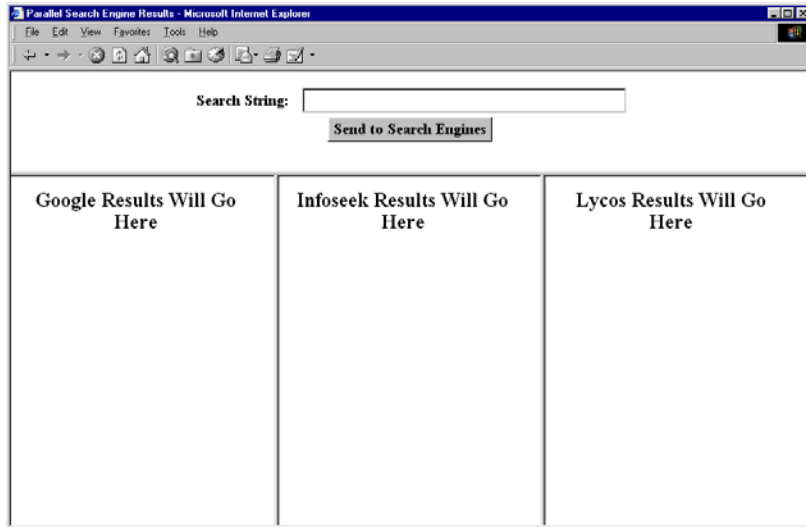 Parallel Search Engine Results - Microsoft Internet Explorer
File Edit View Favorites Tools Help
Search String:
Send to Search Engines
Google Results Will Go
Here
Infoseek Results Will Go
Here
Lycos Results Will Go
Here